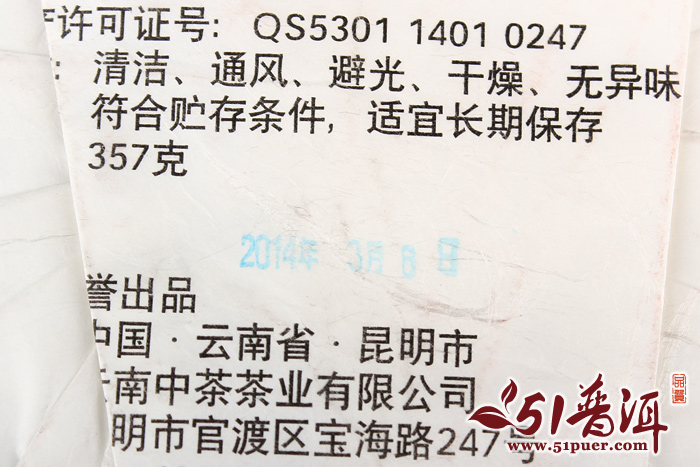 产许可证号: QS5301 1401 0247
: 清洁、通风、避光、干燥、无异味
符合贮存条件, 适宜长期保存
357克
2014年 3月 8 日
誉出品
中国·云南省·昆明市
云南中茶茶业有限公司
明市官渡区宝海路247号
51普洱
www.51puer.com